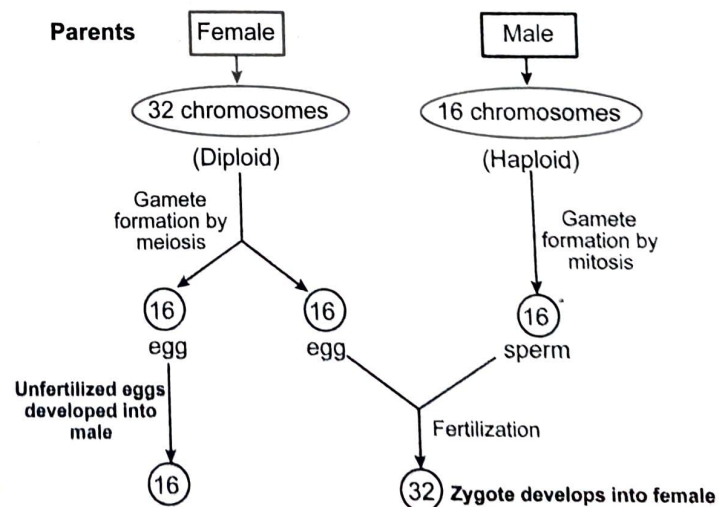 Parents
Female
Male
32 chromosomes
16 chromosomes
(Diploid)
(Haploid)
Gamete
formation by
meiosis
Gamete
formation by
mitosis
16
16
16
egg
egg
sperm
Unfertilized eggs
developed into
male
Fertilization
16
32
Zygote develops into female